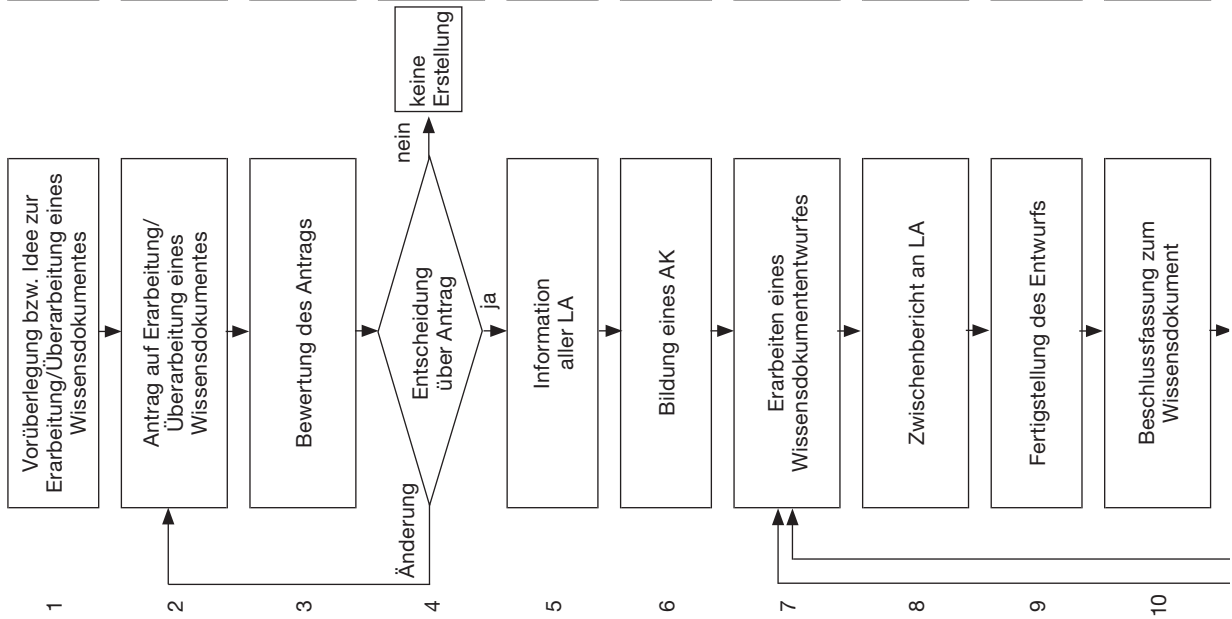 1
Vorüberlegung bzw. Idee zur
Erarbeitung/Überarbeitung eines
Wissensdokumentes
2
Antrag auf Erarbeitung/
Überarbeitung eines
Wissensdokumentes
3
Bewertung des Antrags
4
Änderung
Entscheidung
über Antrag
nein
keine
Erstellung
ja
5
Information
aller LA
6
Bildung eines AK
7
Erarbeiten eines
Wissensdokumententwurfes
8
Zwischenbericht an LA
9
Fertigstellung des Entwurfs
10
Beschlussfassung zum
Wissensdokument